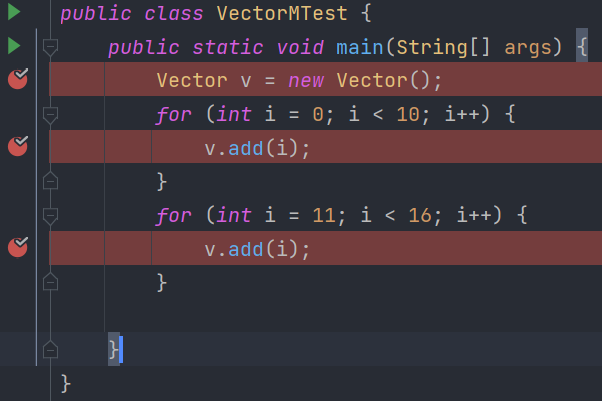 public class VectorMTest {
public static void main(String[] args) {
Vector v = new Vector();
for (int i = 0; i < 10; i++) {
v.add(i);
}
for (int i = 11; i < 16; i++) {
v.add(i);
}
}
}